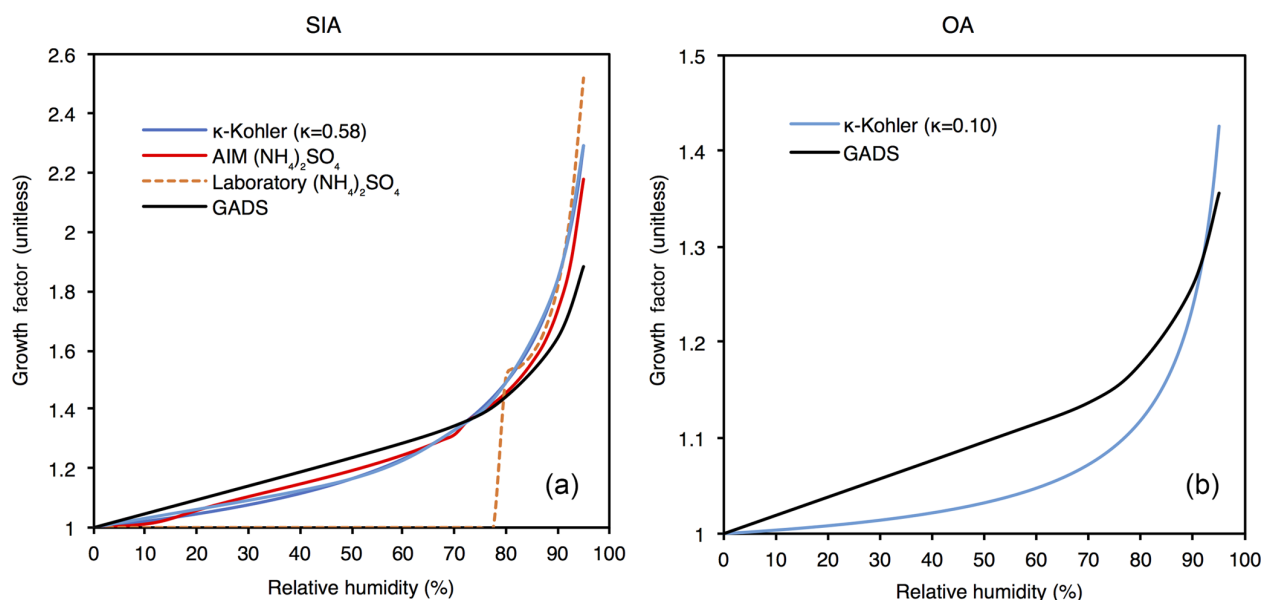 SIA
2.6
2.4
2.2
2
1.8
1.6
1.4
1.2
1
0 10 20 30 40 50 60 70 80 90 100
Growth factor (unitless)
Relative humidity (%)
κ-Kohler (κ=0.58)
AIM (NH₄)₂SO₄
Laboratory (NH₄)₂SO₄
GADS
(a)
OA
1.5
1.4
1.3
1.2
1.1
1
0 10 20 30 40 50 60 70 80 90 100
Growth factor (unitless)
Relative humidity (%)
κ-Kohler (κ=0.10)
GADS
(b)